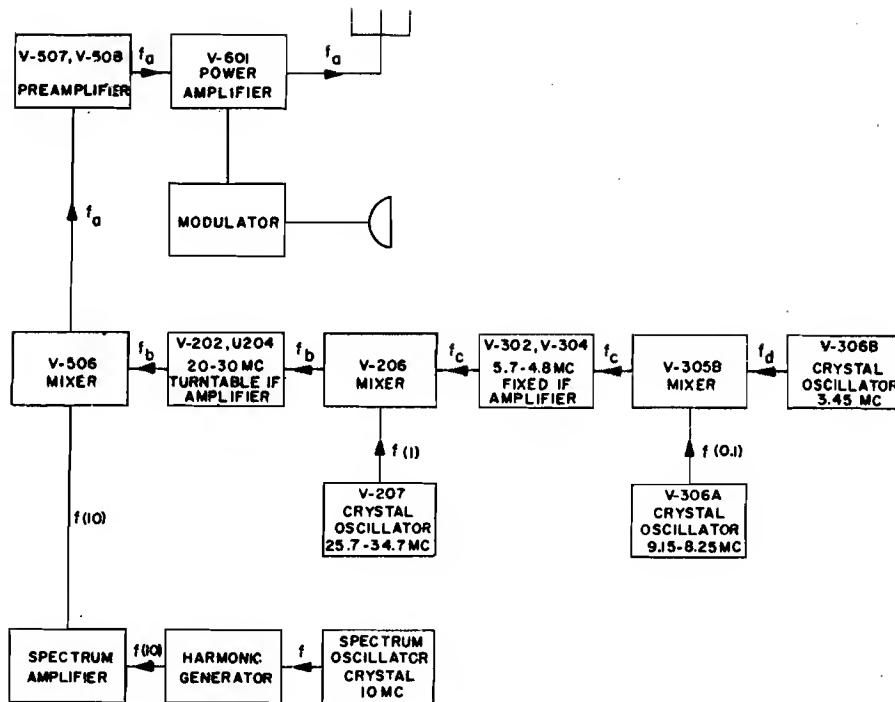 V-507, V-508
PREAMPLIFIER
fa
V-601
POWER
AMPLIFIER
fa
MODULATOR
fa
V-506
MIXER
fb
V-202, U204
20-30 MC
TURNTABLE IF
AMPLIFIER
fb
V-206
MIXER
fc
V-302, V-304
5.7-4.8 MC
FIXED IF
AMPLIFIER
fc
V-305B
MIXER
fd
V-306B
CRYSTAL
OSCILLATOR
3.45 MC
f(1)
f(0.1)
V-207
CRYSTAL
OSCILLATOR
25.7-34.7 MC
V-306A
CRYSTAL
OSCILLATOR
9.15-8.25 MC
f(10)
SPECTRUM
AMPLIFIER
f(10)
HARMONIC
GENERATOR
f
SPECTRUM
OSCILLATOR
CRYSTAL
10 MC